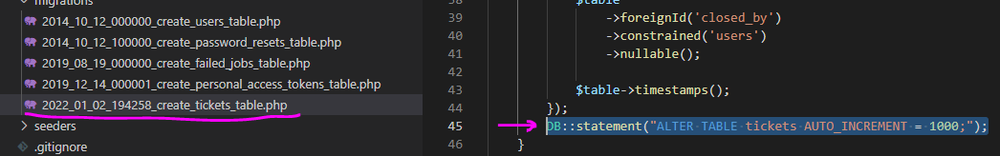 migrations
2014_10_12_000000_create_users_table.php
2014_10_12_100000_create_password_resets_table.php
2019_08_19_000000_create_failed_jobs_table.php
2019_12_14_000001_create_personal_access_tokens_table.php
2022_01_02_194258_create_tickets_table.php
seeders
.gitignore
38 $table
39 ->foreignId('closed_by')
40 ->constrained('users')
41 ->nullable();
42
43 $table->timestamps();
44 });
45 DB::statement("ALTER TABLE tickets AUTO_INCREMENT = 1000;");
46 }